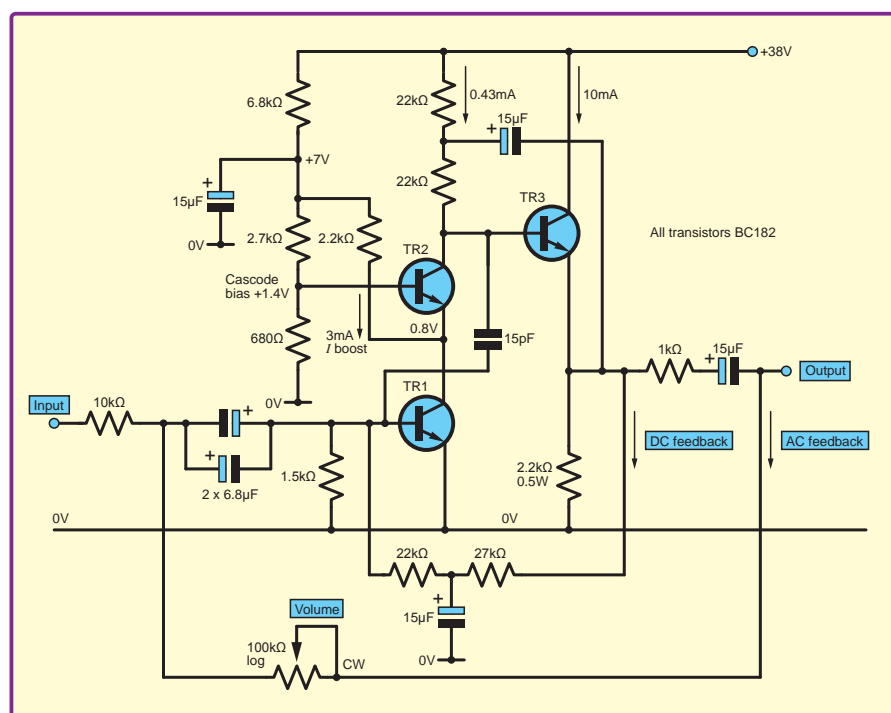 +38V
6.8kΩ
22kΩ
0.43mA
10mA
15µF
+
+7V
+
15µF
22kΩ
TR3
2.7kΩ
2.2kΩ
All transistors BC182
0V
TR2
Cascode
bias +1.4V
680Ω
3mA
I boost
0.8V
15pF
1kΩ
15µF
+
Output
Input
10kΩ
0V
TR1
+
+
2 x 6.8µF
1.5kΩ
DC feedback
AC feedback
2.2kΩ
0.5W
0V
0V
22kΩ
27kΩ
+
15µF
Volume
100kΩ
log
CW
0V